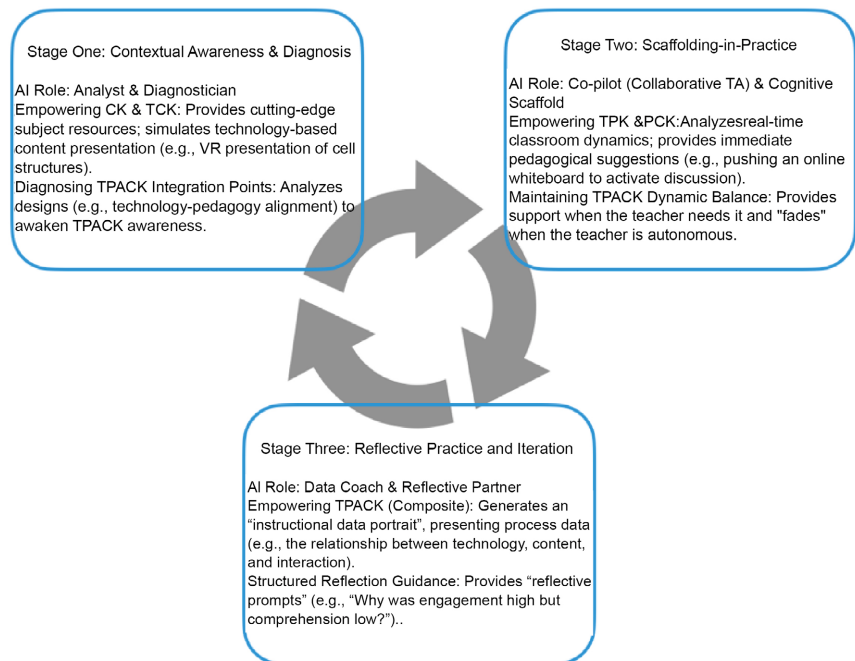 Stage One: Contextual Awareness & Diagnosis
AI Role: Analyst & Diagnostician
Empowering CK & TCK: Provides cutting-edge
subject resources; simulates technology-based
content presentation (e.g., VR presentation of cell
structures).
Diagnosing TPACK Integration Points: Analyzes
designs (e.g., technology-pedagogy alignment) to
awaken TPACK awareness.
Stage Two: Scaffolding-in-Practice
AI Role: Co-pilot (Collaborative TA) & Cognitive
Scaffold
Empowering TPK &PCK:Analyzesreal-time
classroom dynamics; provides immediate
pedagogical suggestions (e.g., pushing an online
whiteboard to activate discussion).
Maintaining TPACK Dynamic Balance: Provides
support when the teacher needs it and "fades"
when the teacher is autonomous.
Stage Three: Reflective Practice and Iteration
AI Role: Data Coach & Reflective Partner
Empowering TPACK (Composite): Generates an
“instructional data portrait”, presenting process data
(e.g., the relationship between technology, content,
and interaction).
Structured Reflection Guidance: Provides “reflective
prompts” (e.g., “Why was engagement high but
comprehension low?”)..